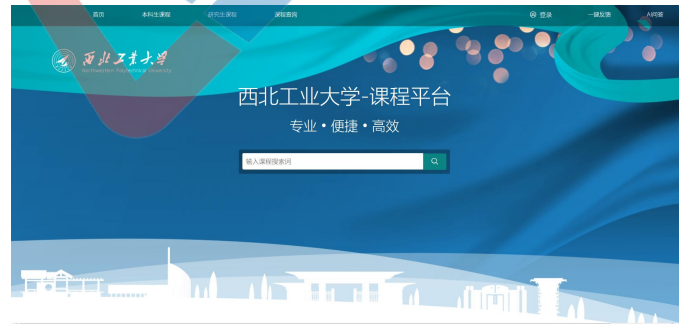 首页 本科生课程 研究生课程 课程查询 登录 一键反馈 AI问答
西北工业大学
Northwestern Polytechnical University
西北工业大学-课程平台
专业•便捷•高效
输入课程搜索词